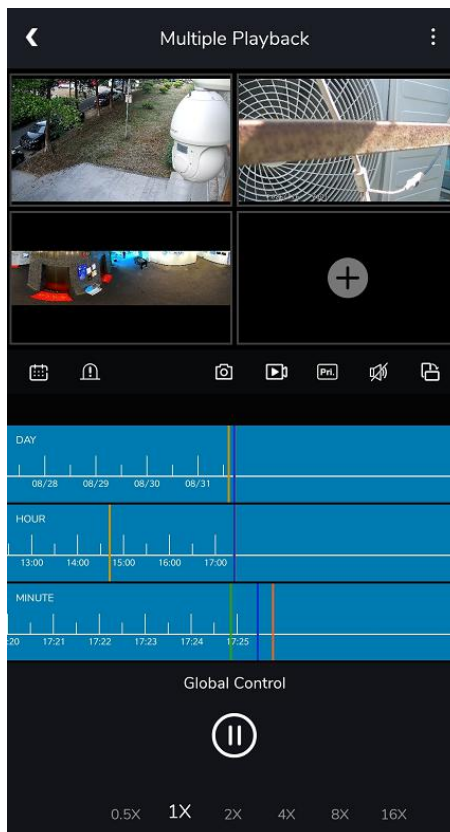 Multiple Playback
Pri.
DAY
08/28 08/29 08/30 08/31
HOUR
13:00 14:00 15:00 16:00 17:00
MINUTE
:20 17:21 17:22 17:23 17:24 17:25
Global Control
0.5X 1X 2X 4X 8X 16X